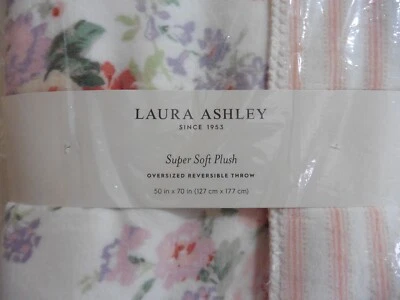 LAURA ASHLEY
SINCE 1953
Super Soft Plush
OVERSIZED REVERSIBLE THROW
50 in x 70 in (127 cm x 177 cm)